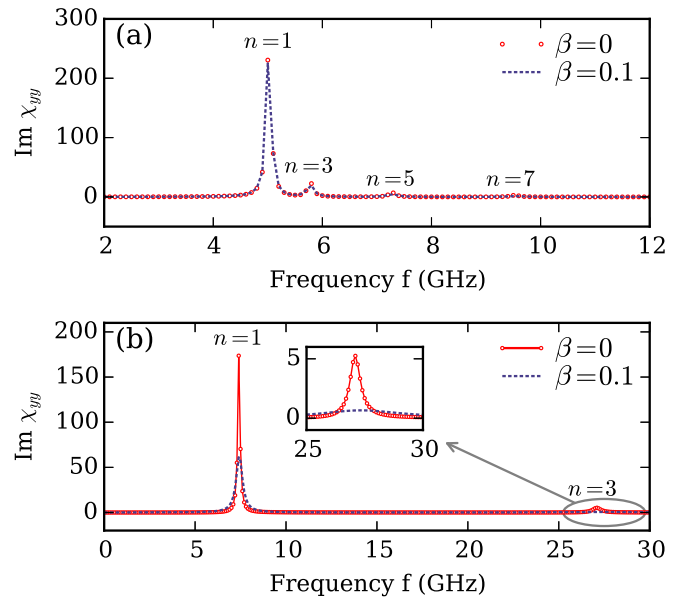 300
(a)
n=1
β=0
β=0.1
200
Im χyy
100
n=3
n=5
n=7
0
2
4
6
8
10
12
Frequency f (GHz)
200
(b)
n=1
β=0
β=0.1
150
5
Im χyy
100
0
25
30
50
n=3
0
0
5
10
15
20
25
30
Frequency f (GHz)